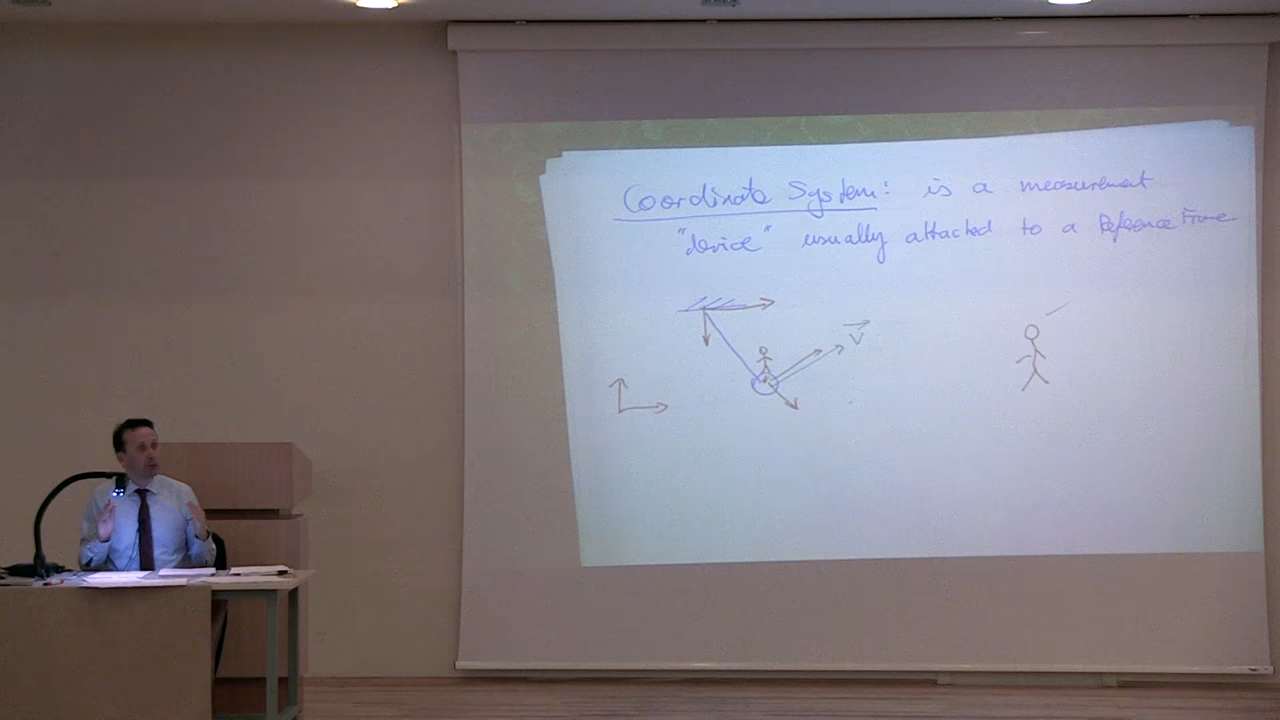 Coordinate System: is a measurement
"device" usually attached to a Reference Frame
V